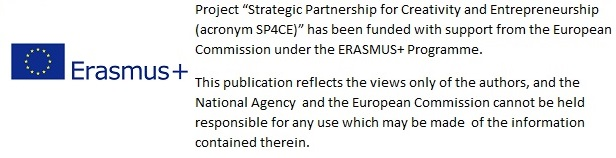 Project “Strategic Partnership for Creativity and Entrepreneurship
(acronym SP4CE)” has been funded with support from the European
Commission under the ERASMUS+ Programme.
Erasmus+
This publication reflects the views only of the authors, and the
National Agency  and the European Commission cannot be held
responsible for any use which may be made  of the information
contained therein.